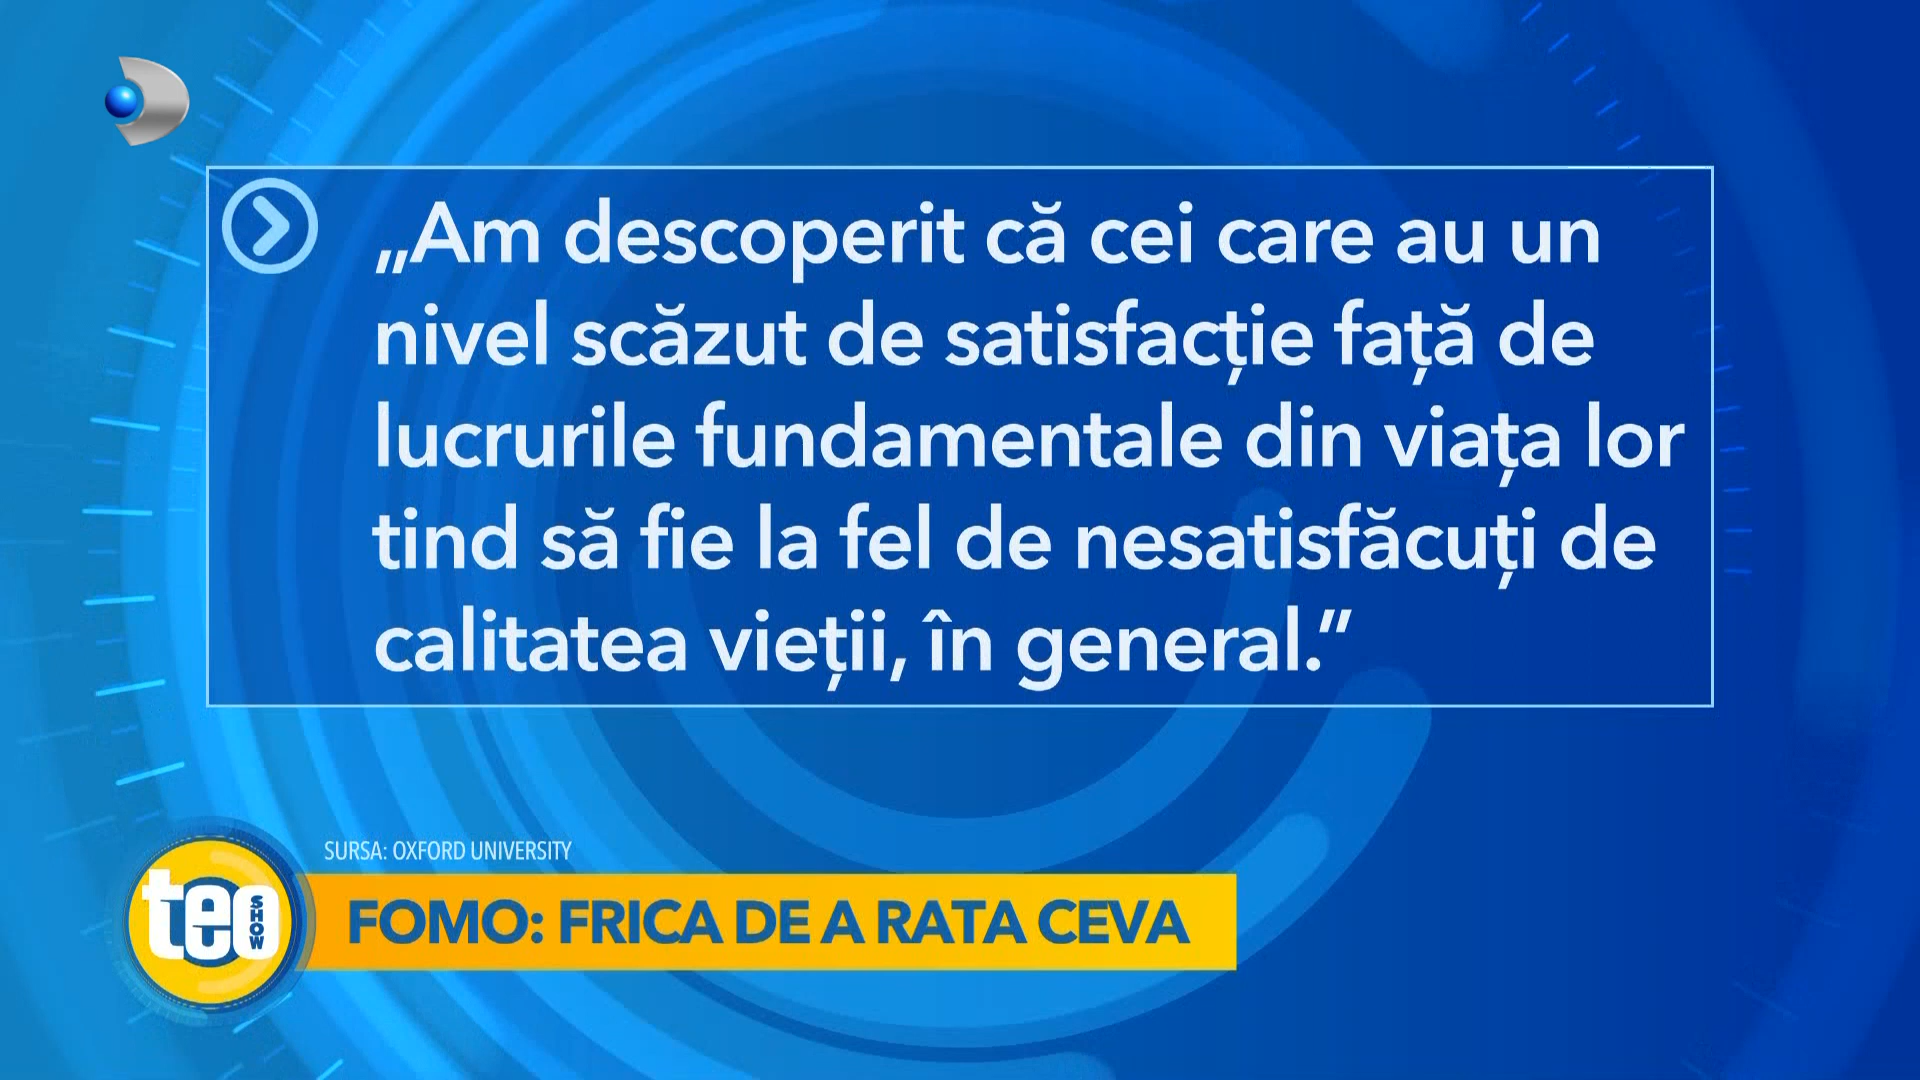 „Am descoperit că cei care au un
nivel scăzut de satisfacție față de
lucrurile fundamentale din viața lor
tind să fie la fel de nesatisfăcuți de
calitatea vieții, în general.”
SURSA: OXFORD UNIVERSITY
teo SHOW
FOMO: FRICA DE A RATA CEVA